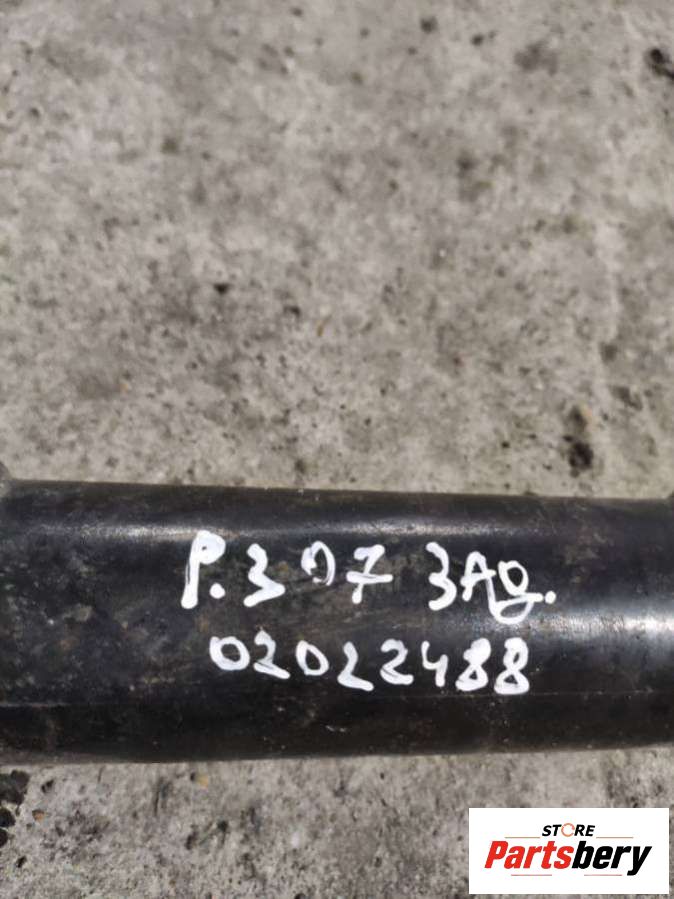 P.307 ЗАД.
02022488
STORE
Partsbery